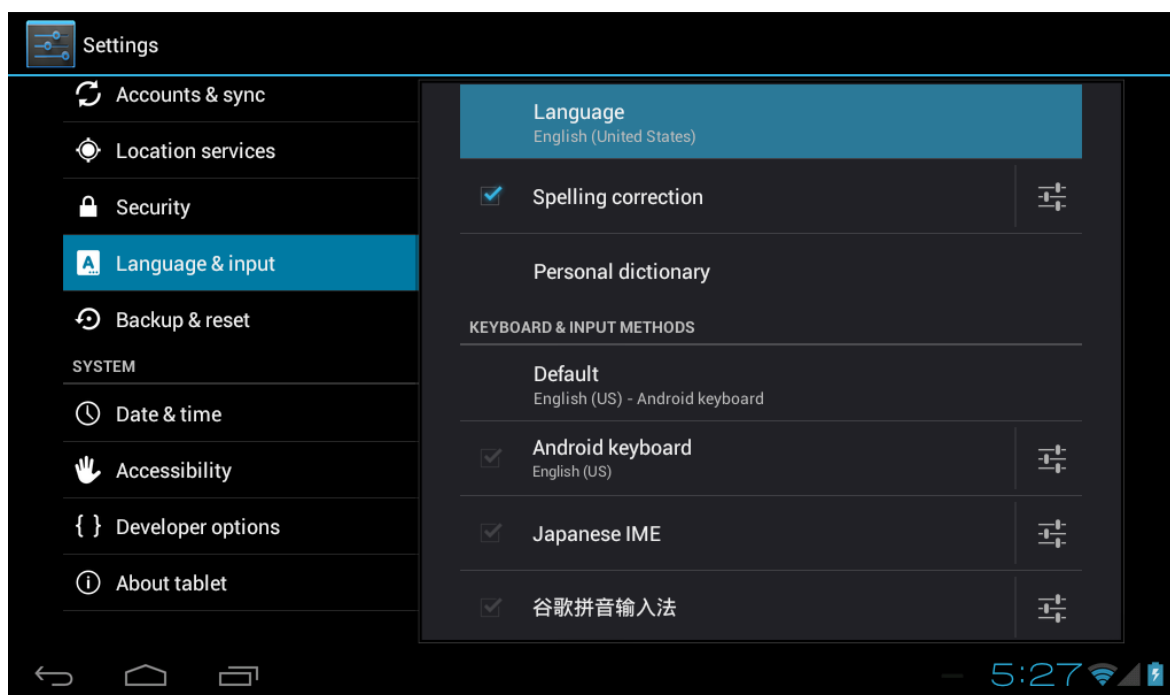 Settings
Accounts & sync
Location services
Security
Language & input
Backup & reset
SYSTEM
Date & time
Accessibility
{ } Developer options
About tablet
Language
English (United States)
Spelling correction
Personal dictionary
KEYBOARD & INPUT METHODS
Default
English (US) - Android keyboard
Android keyboard
English (US)
Japanese IME
谷歌拼音输入法
5:27